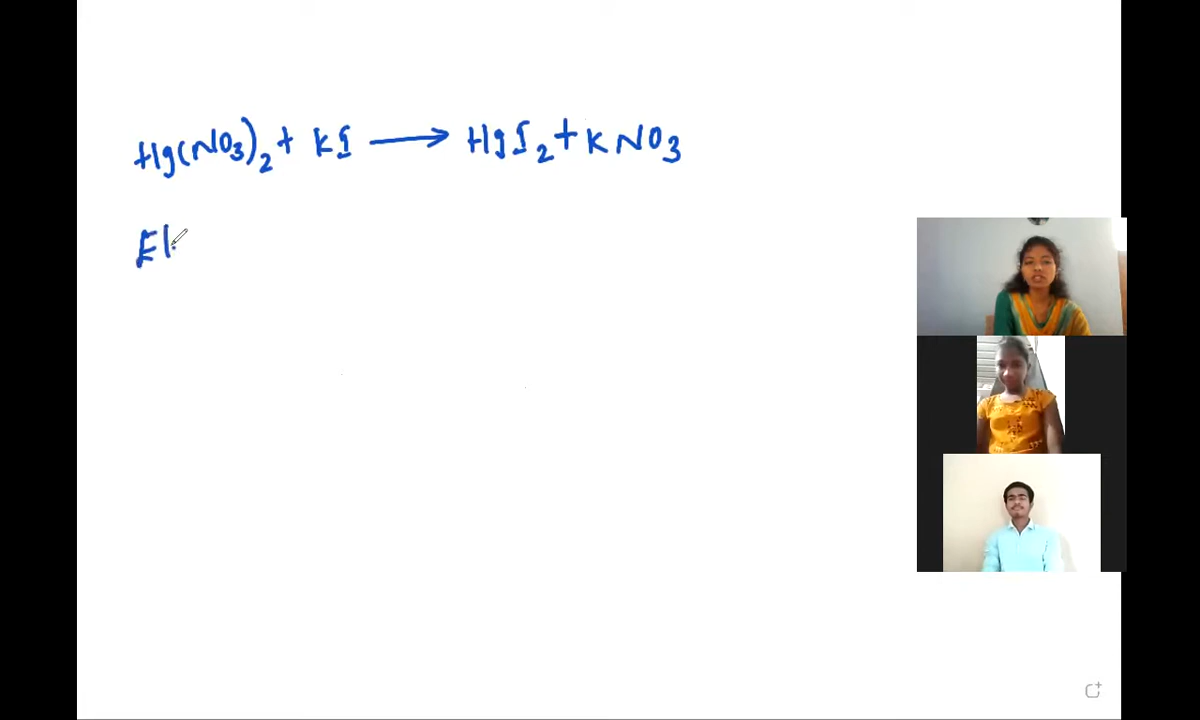 Hg(NO3)2 + KI → HgI2 + KNO3
El